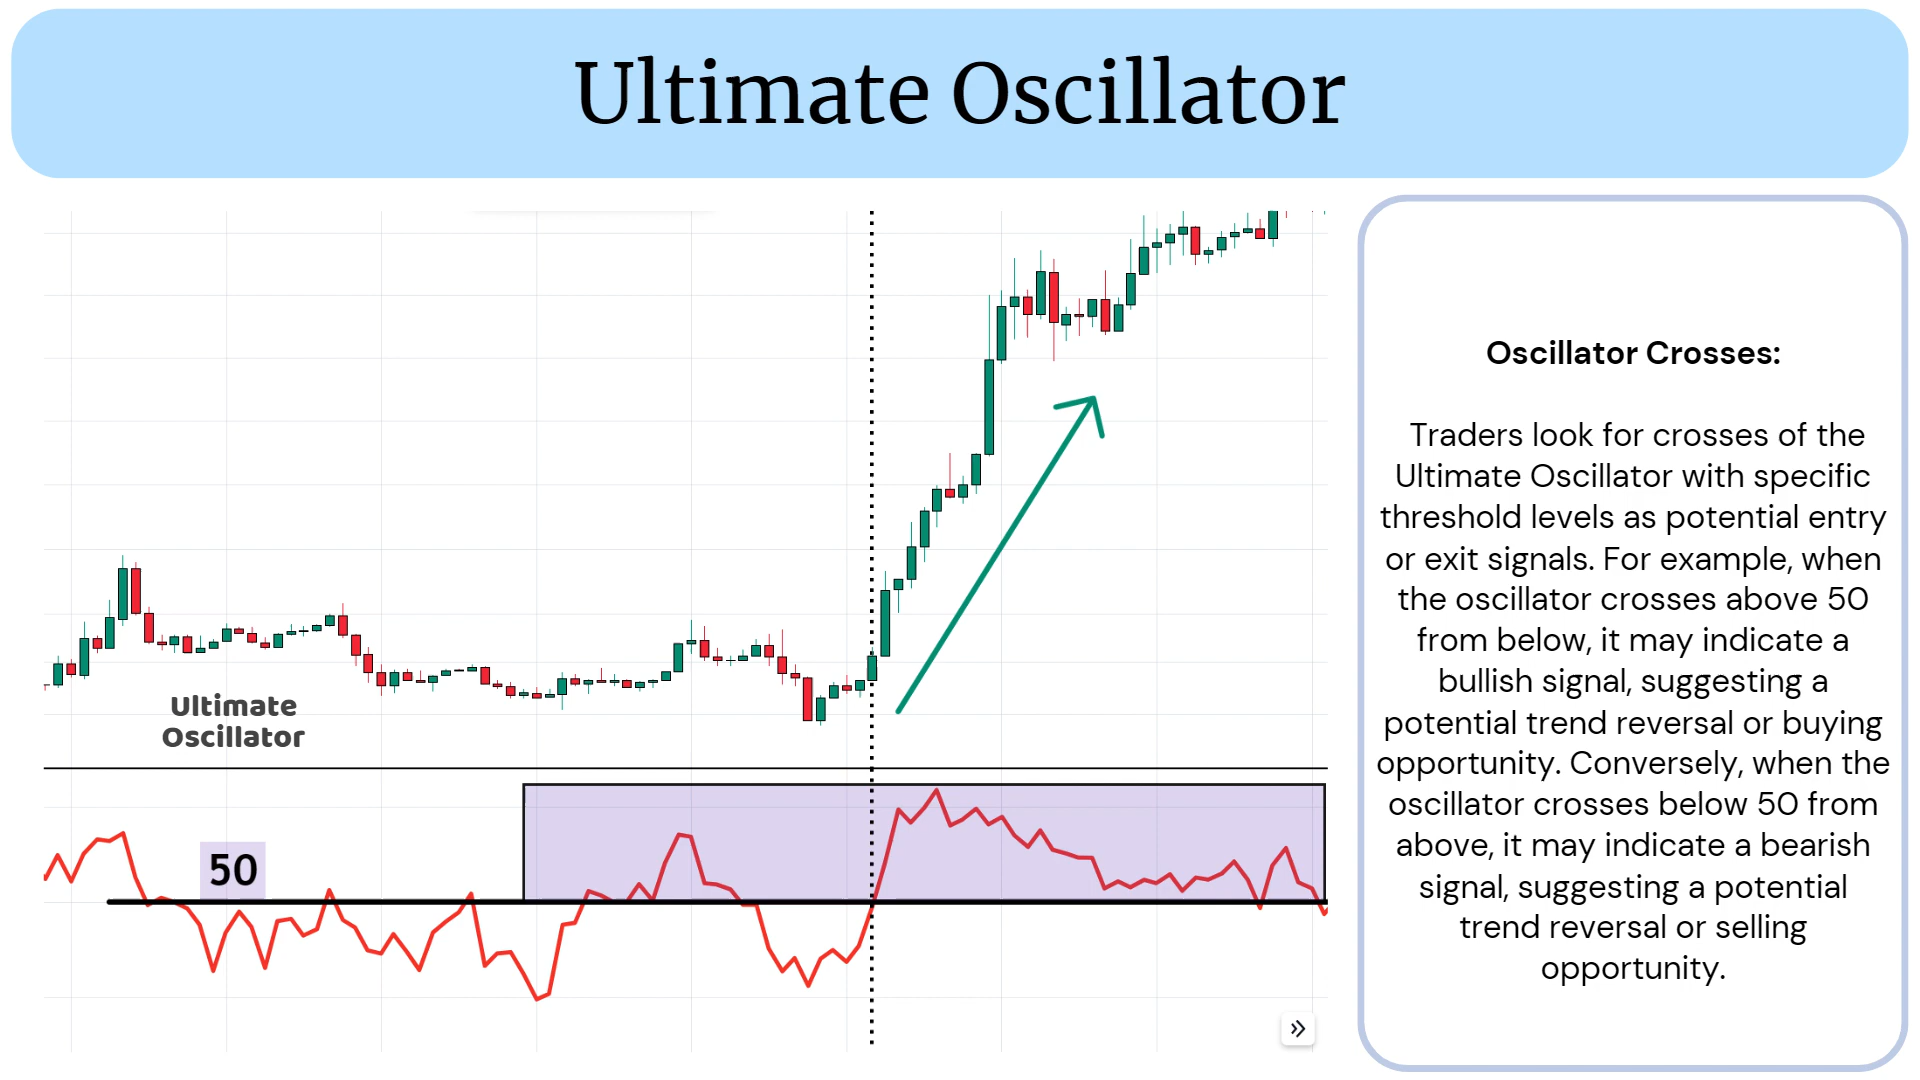 Ultimate Oscillator
Ultimate
Oscillator
50
Oscillator Crosses:
Traders look for crosses of the
Ultimate Oscillator with specific
threshold levels as potential entry
or exit signals. For example, when
the oscillator crosses above 50
from below, it may indicate a
bullish signal, suggesting a
potential trend reversal or buying
opportunity. Conversely, when the
oscillator crosses below 50 from
above, it may indicate a bearish
signal, suggesting a potential
trend reversal or selling
opportunity.